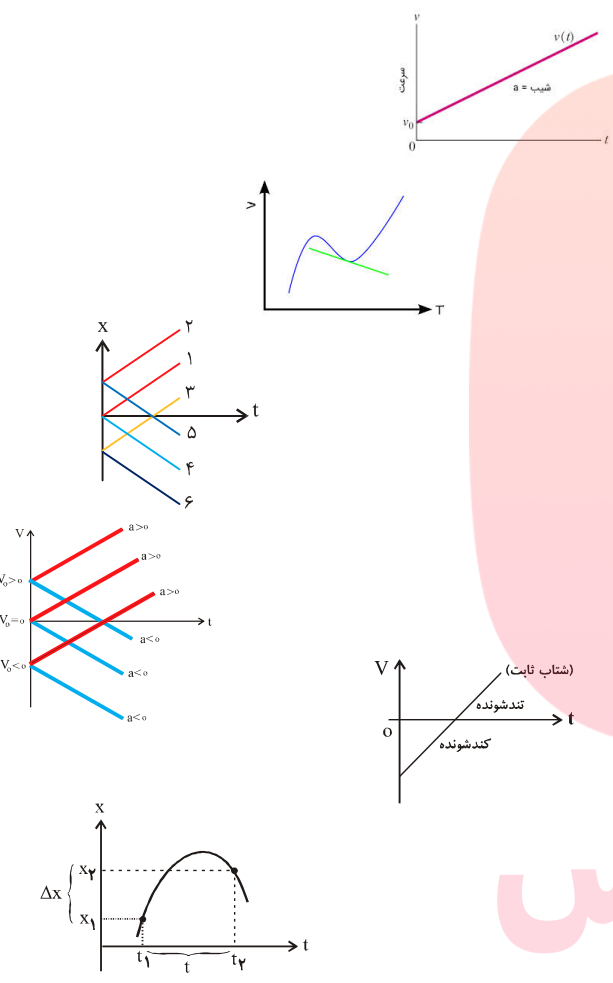 v
v(t)
سرعت
شیب = a
v0
0
t
V
T
x
۲
۱
۳
t
۵
۴
۶
V
a>o
a>o
V₀>o
a>o
V₀=o
t
a<o
V₀<o
a<o
a<o
V
(شتاب ثابت)
تندشونده
t
o
کندشونده
x
x۲
Δx
x۱
t
t۱
t
t۲
س